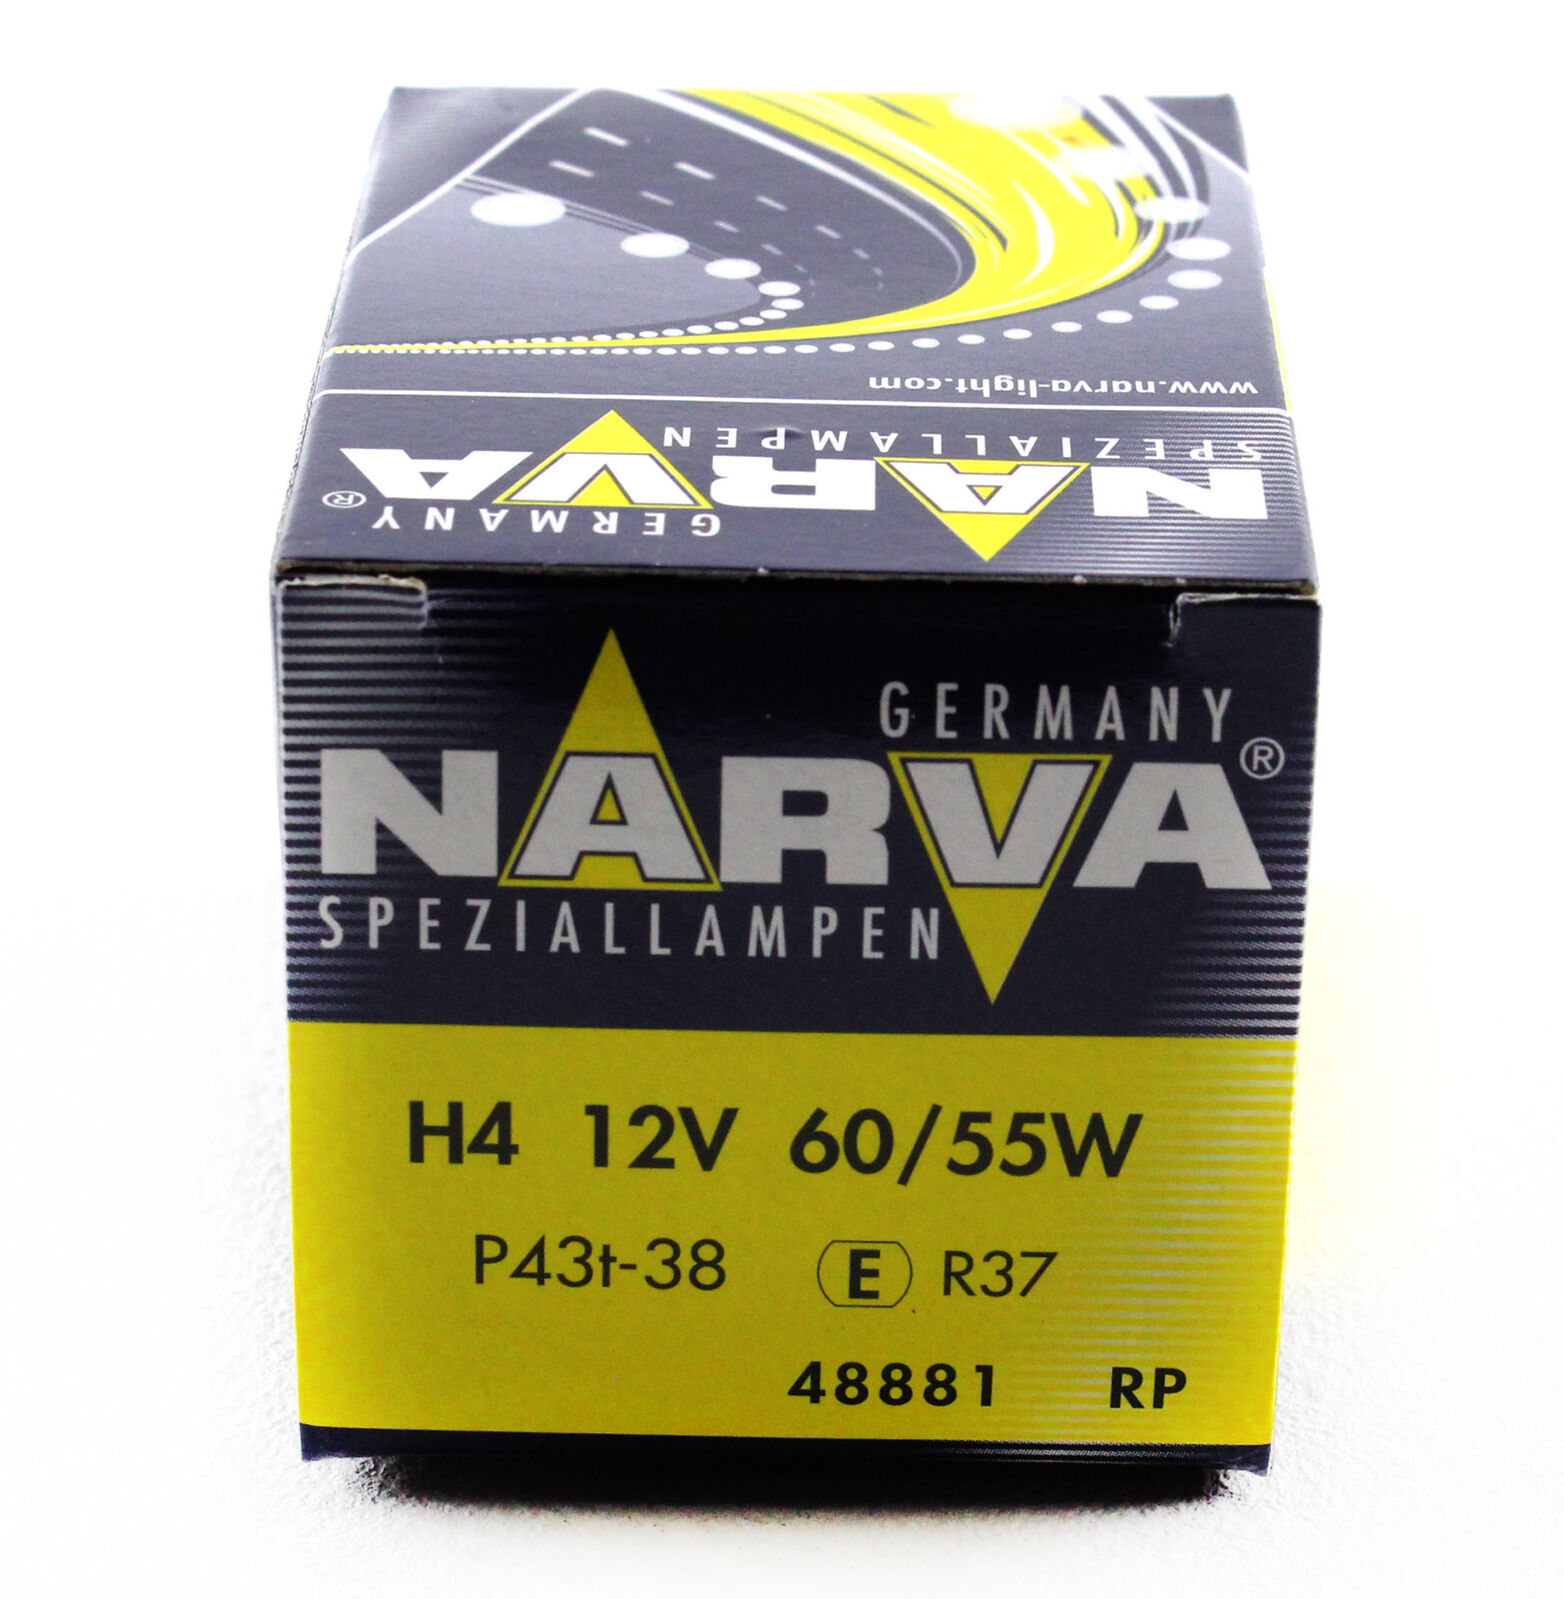 www.narva-light.com
SPEZIALLAMPEN
NARVA®
GERMANY
GERMANY
NARVA®
SPEZIALLAMPEN
H4 12V 60/55W
P43t-38 E R37
48881 RP